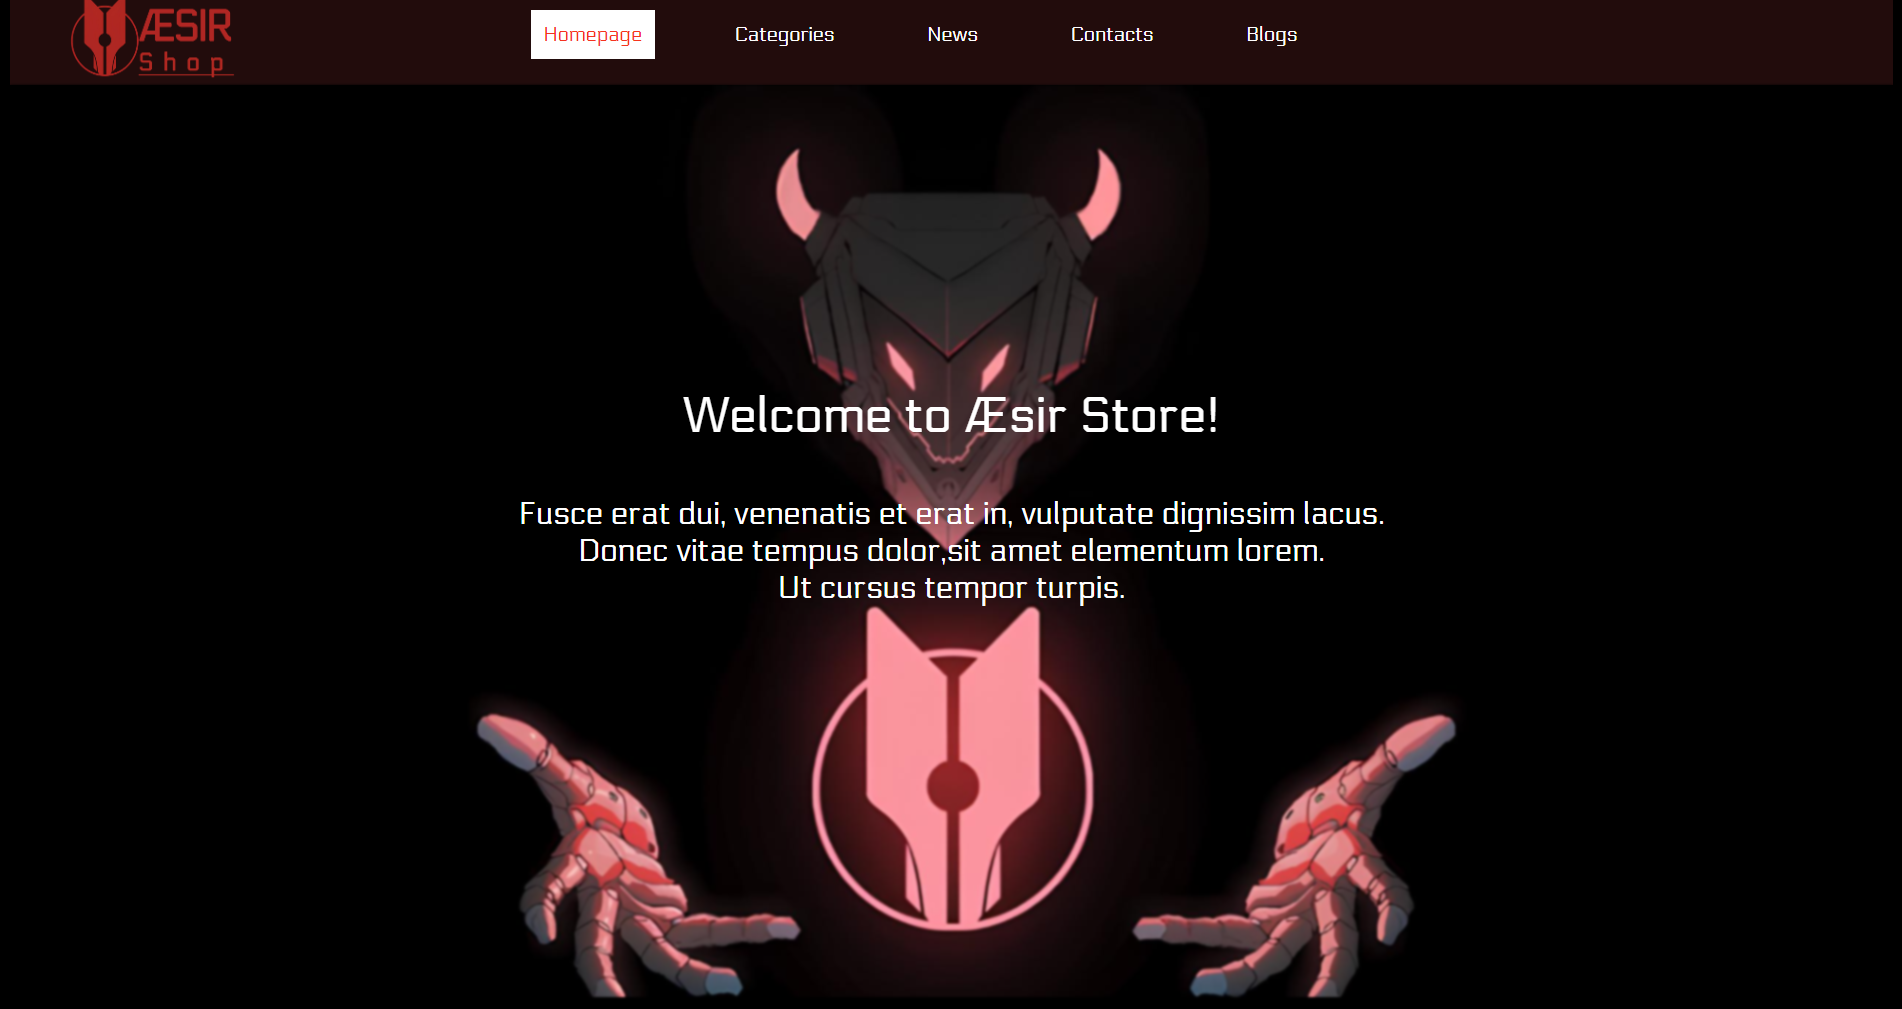 ÆSIR
Shop
Homepage Categories News Contacts Blogs
Welcome to Æsir Store!
Fusce erat dui, venenatis et erat in, vulputate dignissim lacus.
Donec vitae tempus dolor,sit amet elementum lorem.
Ut cursus tempor turpis.